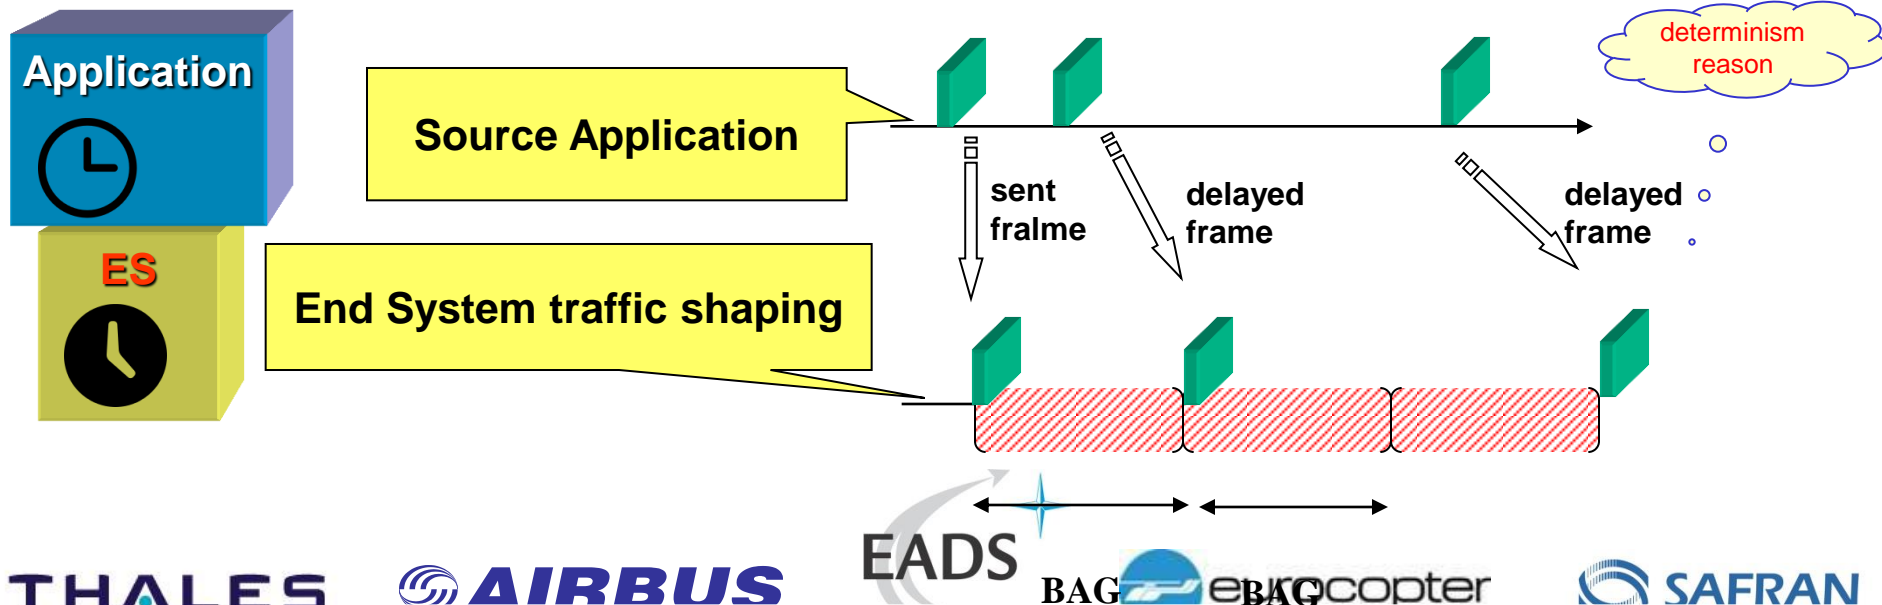 Application
ES
Source Application
End System traffic shaping
sent
fralme
delayed
frame
delayed
frame
determinism
reason
BAG
BAG
THALES
AIRBUS
EADS
eurocopter
SAFRAN